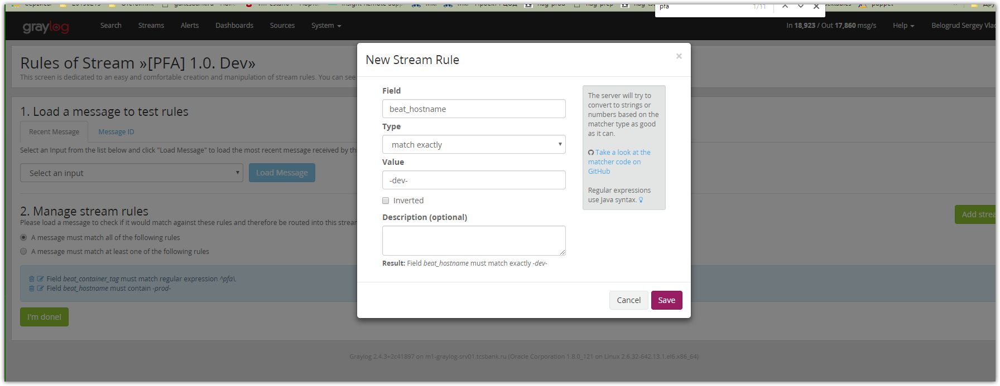 pfa 1/11
graylog Search Streams Alerts Dashboards Sources System In 18,923 / Out 17,860 msg/s Help Belogrud Sergey Vlad
Rules of Stream »[PFA] 1.0. Dev»
This screen is dedicated to an easy and comfortable creation and manipulation of stream rules. You can see
1. Load a message to test rules
Recent Message Message ID
Select an Input from the list below and click "Load Message" to load the most recent message received by thi
Select an input Load Message
2. Manage stream rules
Please load a message to check if it would match against these rules and therefore be routed into this stream
Add strea
A message must match all of the following rules
A message must match at least one of the following rules
Field beat_container_tag must match regular expression ^pfa\.
Field beat_hostname must contain -prod-
I'm done!
New Stream Rule ×
Field
beat_hostname
Type
match exactly
Value
-dev-
Inverted
Description (optional)
Result: Field beat_hostname must match exactly -dev-
The server will try to
convert to strings or
numbers based on the
matcher type as good
as it can.
Take a look at the
matcher code on
GitHub
Regular expressions
use Java syntax.
Cancel Save
Graylog 2.4.3+2c41897 on m1-graylog-srv01.tcsbank.ru (Oracle Corporation 1.8.0_121 on Linux 2.6.32-642.13.1.el6.x86_64)